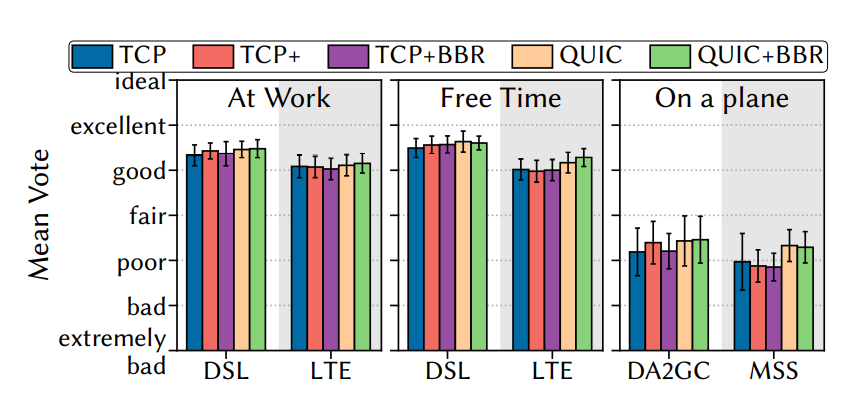 TCP TCP+ TCP+BBR QUIC QUIC+BBR
At Work Free Time On a plane
Mean Vote
ideal
excellent
good
fair
poor
bad
extremely
bad
DSL LTE DSL LTE DA2GC MSS